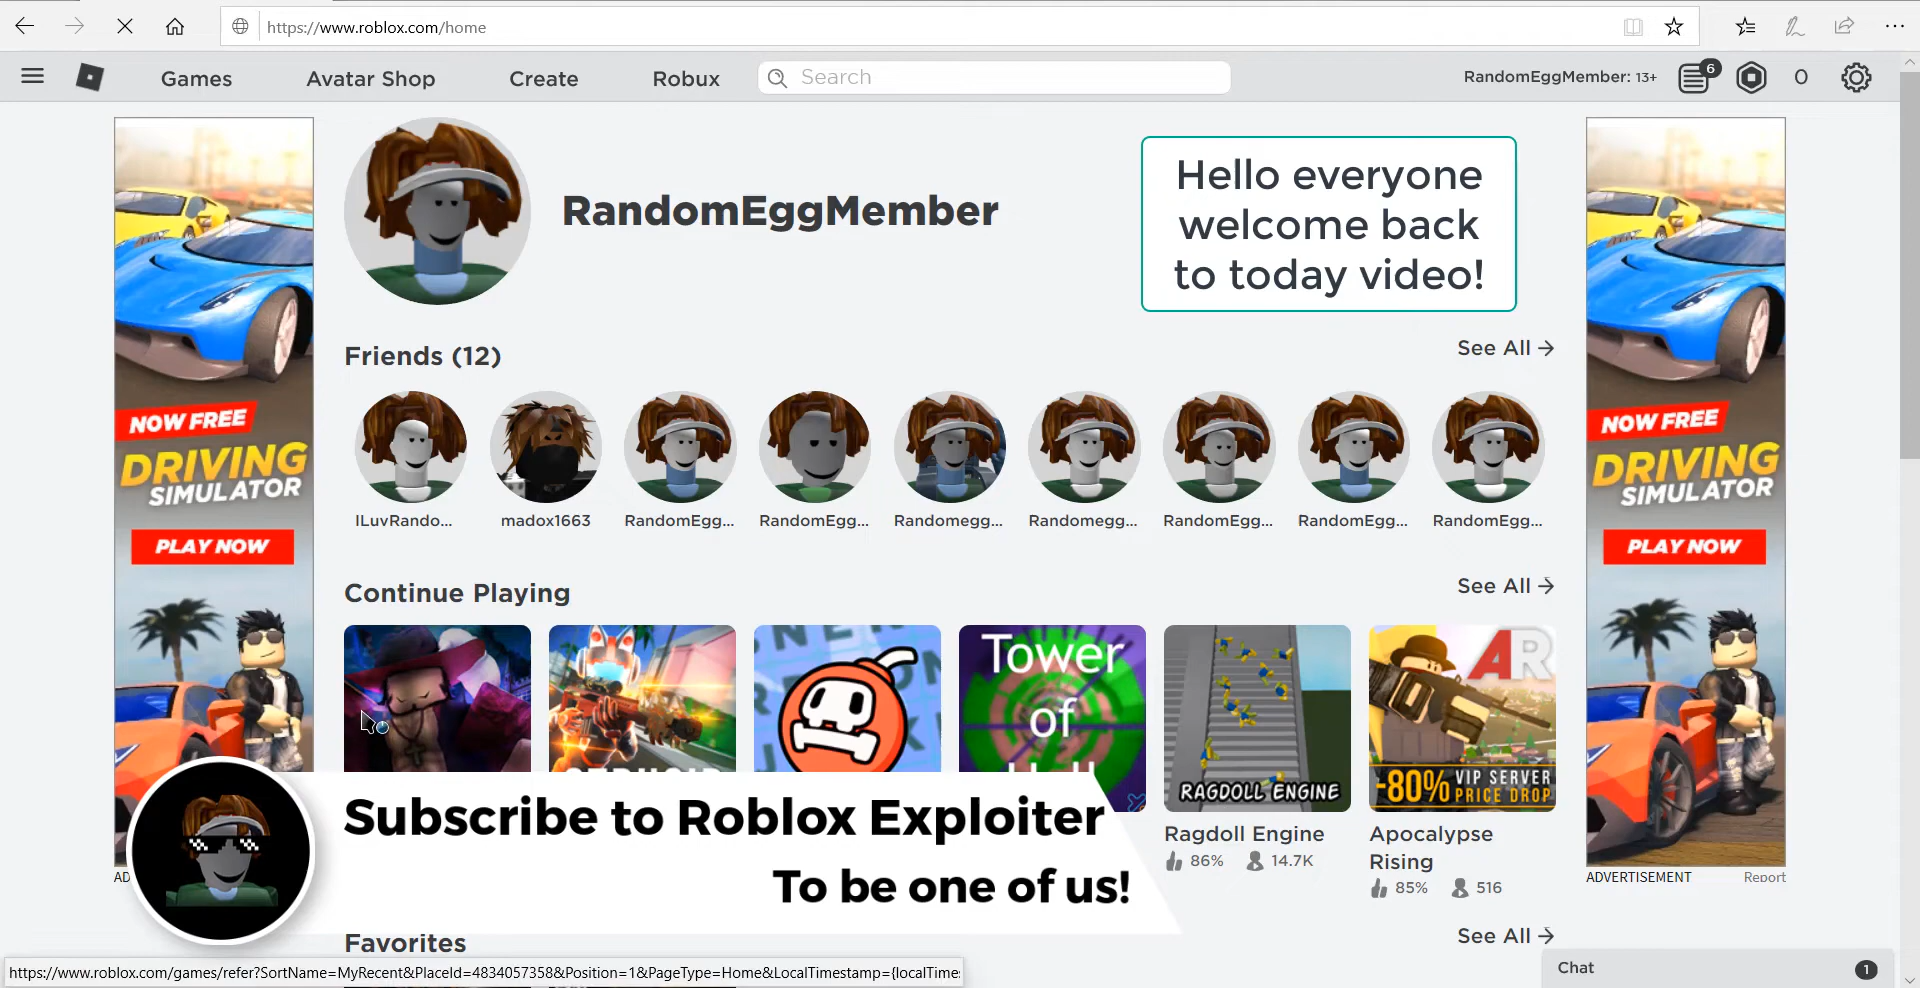 https://www.roblox.com/home
Games
Avatar Shop
Create
Robux
Search
RandomEggMember: 13+
6
0
RandomEggMember
Hello everyone
welcome back
to today video!
NOW FREE
DRIVING
SIMULATOR
PLAY NOW
NOW FREE
DRIVING
SIMULATOR
PLAY NOW
Friends (12)
See All
ILuvRando...
madox1663
RandomEgg...
RandomEgg...
Randomegg...
Randomegg...
RandomEgg...
RandomEgg...
RandomEgg...
Continue Playing
See All
Tower
of
RAGDOLL ENGINE
AR
-80% VIP SERVER
PRICE DROP
Ragdoll Engine
86% 14.7K
Apocalypse
Rising
85% 516
Subscribe to Roblox Exploiter
To be one of us!
AD
ADVERTISEMENT
Report
Favorites
See All
https://www.roblox.com/games/refer?SortName=MyRecent&PlaceId=4834057358&Position=1&PageType=Home&LocalTimestamp={localTime
Chat
1